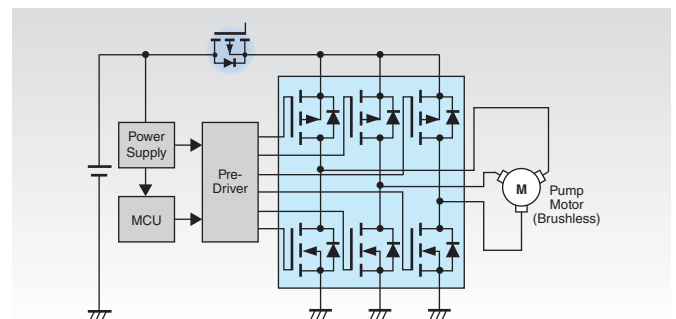 Power
Supply
MCU
Pre-
Driver
M
Pump
Motor
(Brushless)